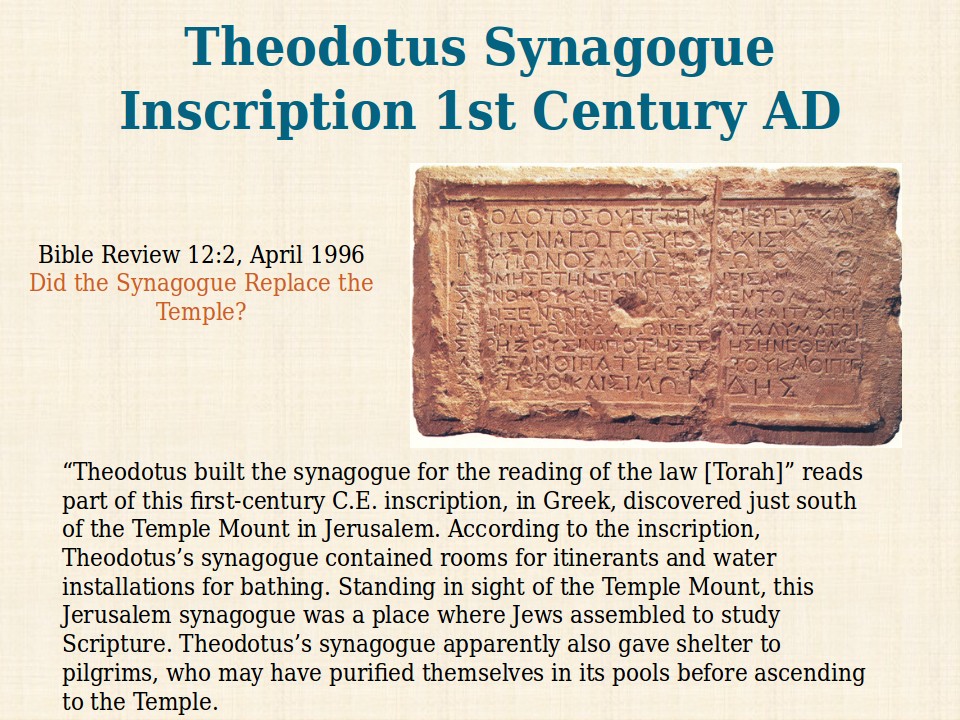 Theodotus Synagogue
Inscription 1st Century AD
Bible Review 12:2, April 1996
Did the Synagogue Replace the
Temple?
ΟΔΟΤΟΣΟΥΕΤΤΗΝ ΙΕΡΕΥΣΚΑΙ
ΙΣΥΝΑΓΩΓΟΣΥΙΟ ΡΧΙΣΥ
“Theodotus built the synagogue for the reading of the law [Torah]” reads
part of this first-century C.E. inscription, in Greek, discovered just south
of the Temple Mount in Jerusalem. According to the inscription,
Theodotus’s synagogue contained rooms for itinerants and water
installations for bathing. Standing in sight of the Temple Mount, this
Jerusalem synagogue was a place where Jews assembled to study
Scripture. Theodotus’s synagogue apparently also gave shelter to
pilgrims, who may have purified themselves in its pools before ascending
to the Temple.